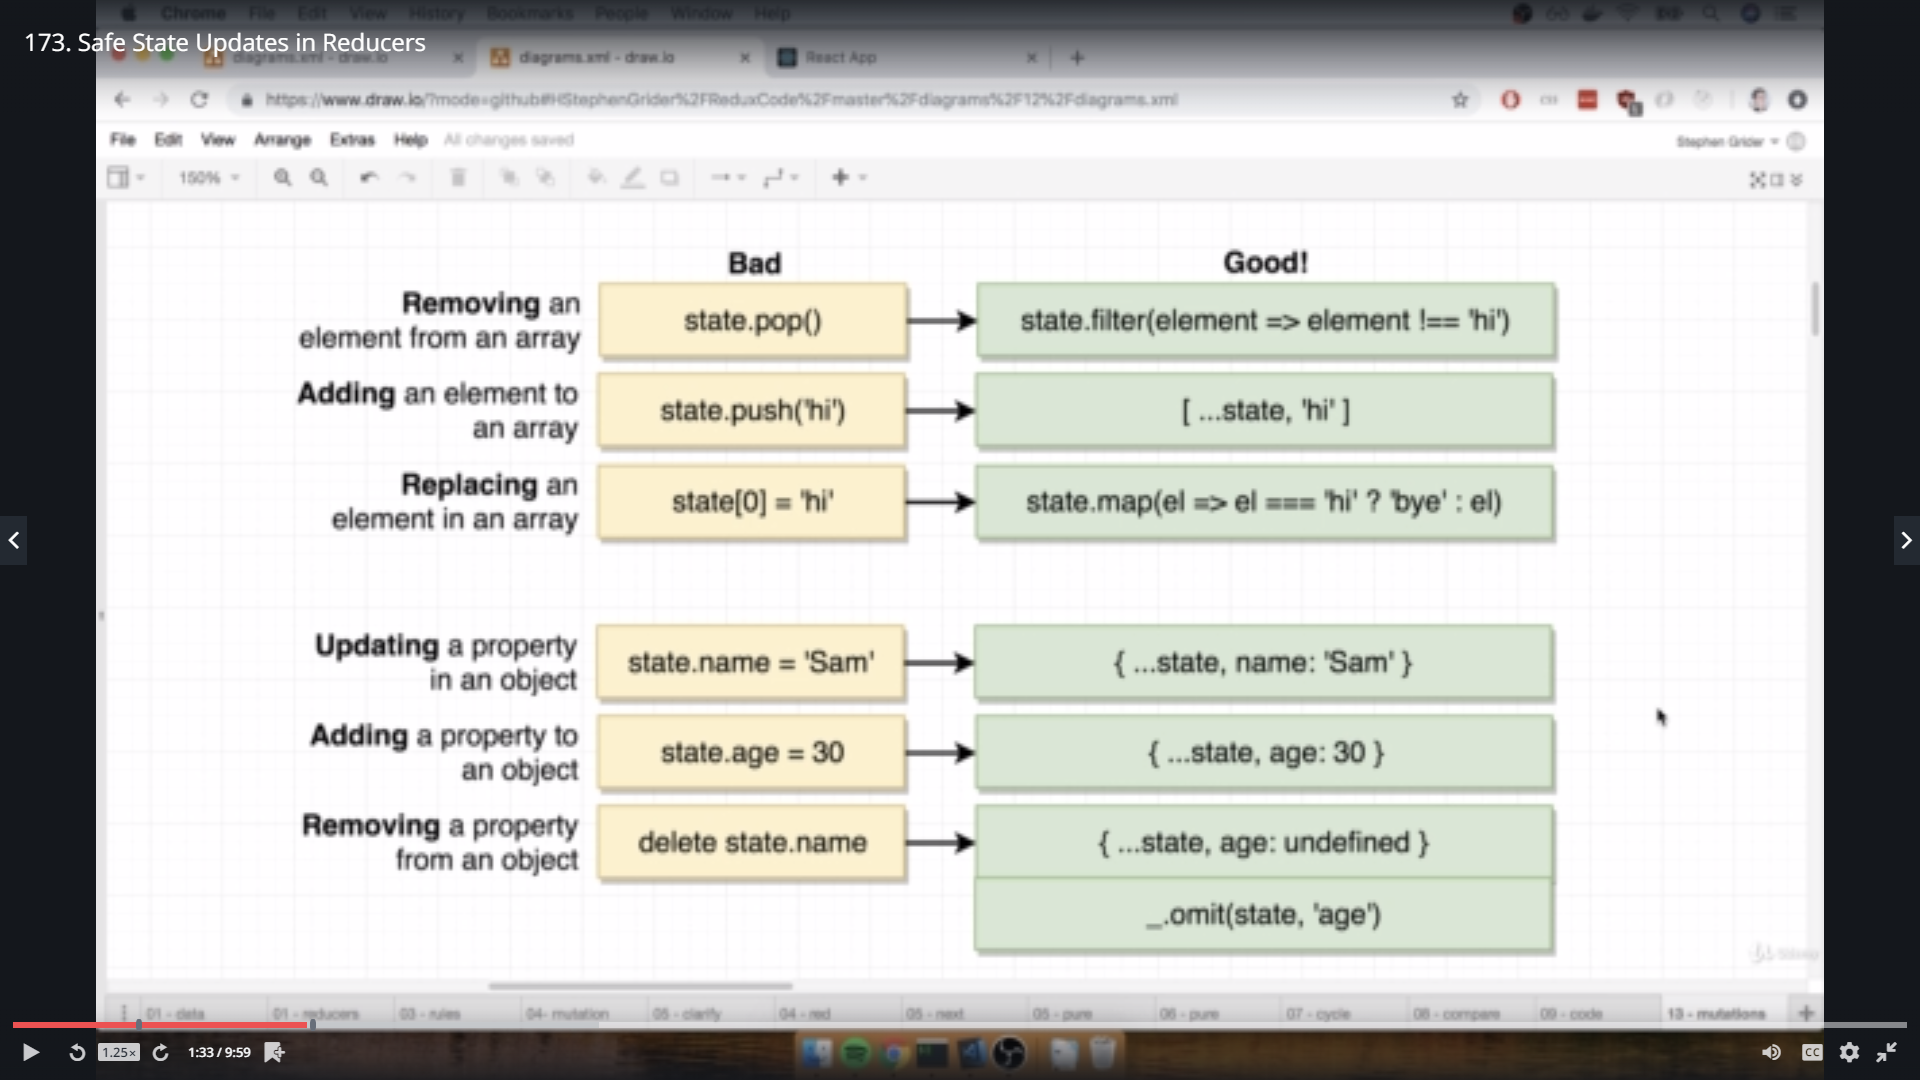 Chrome File Edit View History Bookmarks People Window Help
173. Safe State Updates in Reducers
diagrams.xml - draw.io
diagrams.xml - draw.io
React App
https://www.draw.io/?mode=github#HStephenGrider%2FReduxCode%2Fmaster%2Fdiagrams%2F12%2Fdiagrams.xml
File Edit View Arrange Extras Help All changes saved
Stephen Grider
150%
Bad
Good!
Removing an
element from an array
state.pop()
state.filter(element => element !== 'hi')
Adding an element to
an array
state.push('hi')
[ ...state, 'hi' ]
Replacing an
element in an array
state[0] = 'hi'
state.map(el => el === 'hi' ? 'bye' : el)
Updating a property
in an object
state.name = 'Sam'
{ ...state, name: 'Sam' }
Adding a property to
an object
state.age = 30
{ ...state, age: 30 }
Removing a property
from an object
delete state.name
{ ...state, age: undefined }
_.omit(state, 'age')
01 - data
01 - reducers
03 - rules
04- mutation
05 - clarify
04 - red
05 - next
05 - pure
06 - pure
07 - cycle
08 - compare
09 - code
13 - mutations
1.25x
1:33 / 9:59
CC